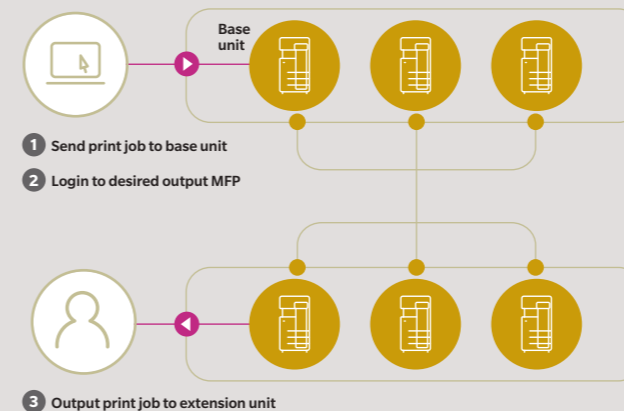 Base
unit
1 Send print job to base unit
2 Login to desired output MFP
3 Output print job to extension unit